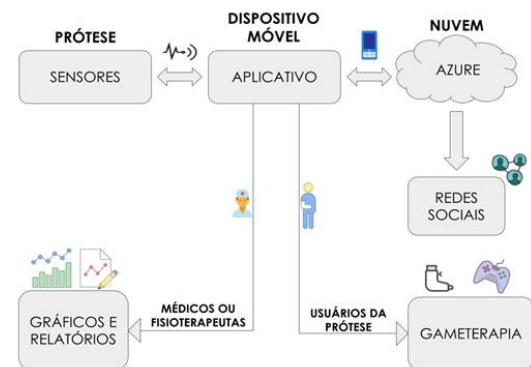 PRÓTESE
SENSORES
DISPOSITIVO
MÓVEL
APLICATIVO
NUVEM
AZURE
REDES
SOCIAIS
MÉDICOS OU
FISIOTERAPEUTAS
GRÁFICOS E
RELATÓRIOS
USUÁRIOS DA
PRÓTESE
GAMETERAPIA